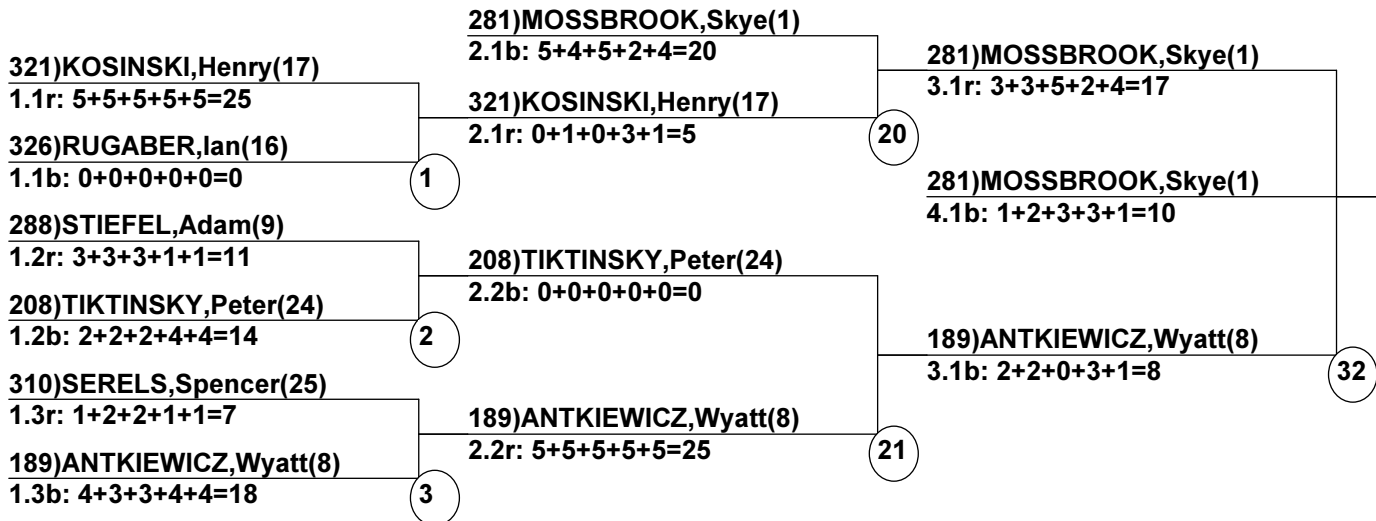 321)KOSINSKI,Henry(17)
1.1r: 5+5+5+5+5=25
326)RUGABER,Ian(16)
1.1b: 0+0+0+0+0=0
1
288)STIEFEL,Adam(9)
1.2r: 3+3+3+1+1=11
208)TIKTINSKY,Peter(24)
1.2b: 2+2+2+4+4=14
2
310)SERELS,Spencer(25)
1.3r: 1+2+2+1+1=7
189)ANTKIEWICZ,Wyatt(8)
1.3b: 4+3+3+4+4=18
3
281)MOSSBROOK,Skye(1)
2.1b: 5+4+5+2+4=20
321)KOSINSKI,Henry(17)
2.1r: 0+1+0+3+1=5
20
208)TIKTINSKY,Peter(24)
2.2b: 0+0+0+0+0=0
189)ANTKIEWICZ,Wyatt(8)
2.2r: 5+5+5+5+5=25
21
281)MOSSBROOK,Skye(1)
3.1r: 3+3+5+2+4=17
281)MOSSBROOK,Skye(1)
4.1b: 1+2+3+3+1=10
189)ANTKIEWICZ,Wyatt(8)
3.1b: 2+2+0+3+1=8
32